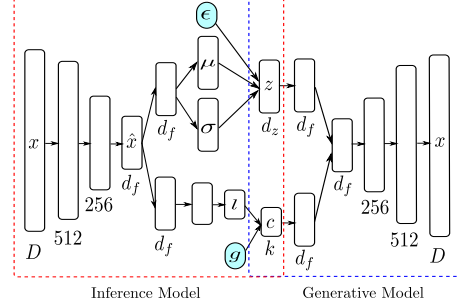 ϵ
μ
x
x̂
z
x
d_f
σ
d_z
d_f
256
d_f
d_f
256
512
l
c
512
D
d_f
g
k
d_f
D
Inference Model
Generative Model